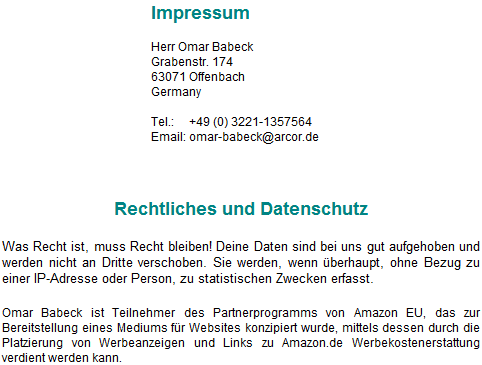 Impressum
Herr Omar Babeck
Grabenstr. 174
63071 Offenbach
Germany
Tel.: +49 (0) 3221-1357564
Email: omar-babeck@arcor.de
Rechtliches und Datenschutz
Was Recht ist, muss Recht bleiben! Deine Daten sind bei uns gut aufgehoben und
werden nicht an Dritte verschoben. Sie werden, wenn überhaupt, ohne Bezug zu
einer IP-Adresse oder Person, zu statistischen Zwecken erfasst.
Omar Babeck ist Teilnehmer des Partnerprogramms von Amazon EU, das zur
Bereitstellung eines Mediums für Websites konzipiert wurde, mittels dessen durch die
Platzierung von Werbeanzeigen und Links zu Amazon.de Werbekostenerstattung
verdient werden kann.